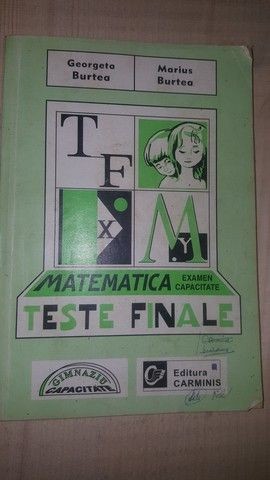 Georgeta
Burtea
Marius
Burtea
T
F
X
M
Y
MATEMATICA
EXAMEN
CAPACITATE
TESTE FINALE
GIMNAZIU
CAPACITATE
Editura
CARMINIS